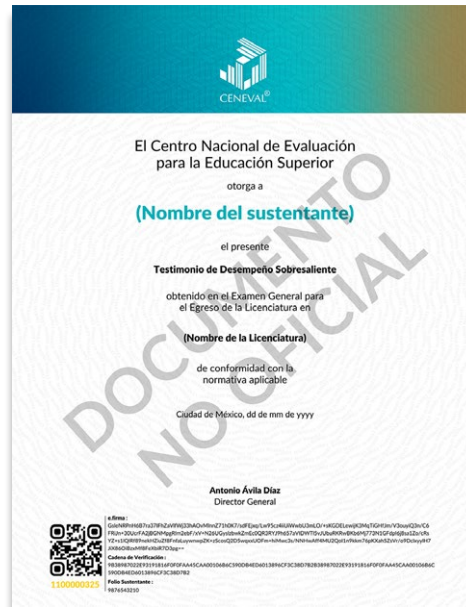 CENEVAL®
El Centro Nacional de Evaluación
para la Educación Superior
otorga a
(Nombre del sustentante)
el presente
Testimonio de Desempeño Sobresaliente
obtenido en el Examen General para
el Egreso de la Licenciatura en
(Nombre de la Licenciatura)
de conformidad con la
normativa aplicable
Ciudad de México, dd de mm de yyyy
DOCUMENTO
NO OFICIAL
Antonio Ávila Díaz
Director General
e.firma :
Cadena de Verificación :
Folio Sustentante :
9876543210
1100000325